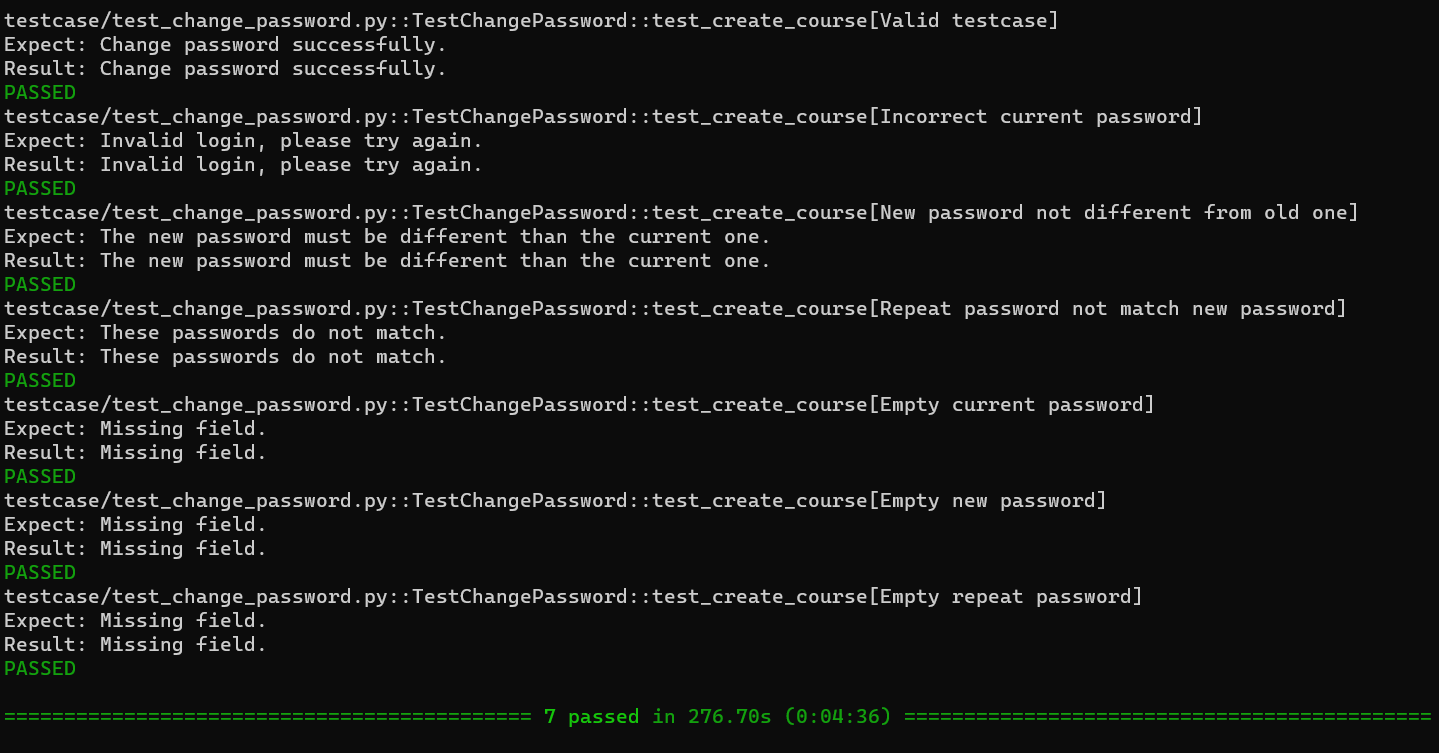 testcase/test_change_password.py::TestChangePassword::test_create_course[Valid testcase]
Expect: Change password successfully.
Result: Change password successfully.
PASSED
testcase/test_change_password.py::TestChangePassword::test_create_course[Incorrect current password]
Expect: Invalid login, please try again.
Result: Invalid login, please try again.
PASSED
testcase/test_change_password.py::TestChangePassword::test_create_course[New password not different from old one]
Expect: The new password must be different than the current one.
Result: The new password must be different than the current one.
PASSED
testcase/test_change_password.py::TestChangePassword::test_create_course[Repeat password not match new password]
Expect: These passwords do not match.
Result: These passwords do not match.
PASSED
testcase/test_change_password.py::TestChangePassword::test_create_course[Empty current password]
Expect: Missing field.
Result: Missing field.
PASSED
testcase/test_change_password.py::TestChangePassword::test_create_course[Empty new password]
Expect: Missing field.
Result: Missing field.
PASSED
testcase/test_change_password.py::TestChangePassword::test_create_course[Empty repeat password]
Expect: Missing field.
Result: Missing field.
PASSED
============================================ 7 passed in 276.70s (0:04:36) ============================================